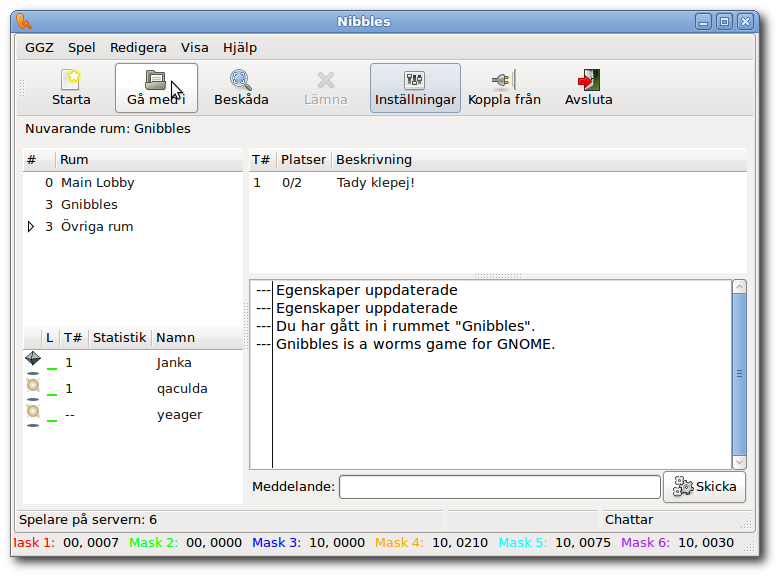 Nibbles
GGZ Spel Redigera Visa Hjälp
Starta Gå med i Beskåda Lämna Inställningar Koppla från Avsluta
Nuvarande rum: Gnibbles
# Rum
0 Main Lobby
3 Gnibbles
3 Övriga rum
T# Platser Beskrivning
1 0/2 Tady klepej!
L T# Statistik Namn
1 Janka
1 qaculda
-- yeager
--- Egenskaper uppdaterade
--- Egenskaper uppdaterade
--- Du har gått in i rummet "Gnibbles".
--- Gnibbles is a worms game for GNOME.
Meddelande: Skicka
Spelare på servern: 6 Chattar
Mask 1: 00, 0007 Mask 2: 00, 0000 Mask 3: 10, 0000 Mask 4: 10, 0210 Mask 5: 10, 0075 Mask 6: 10, 0030